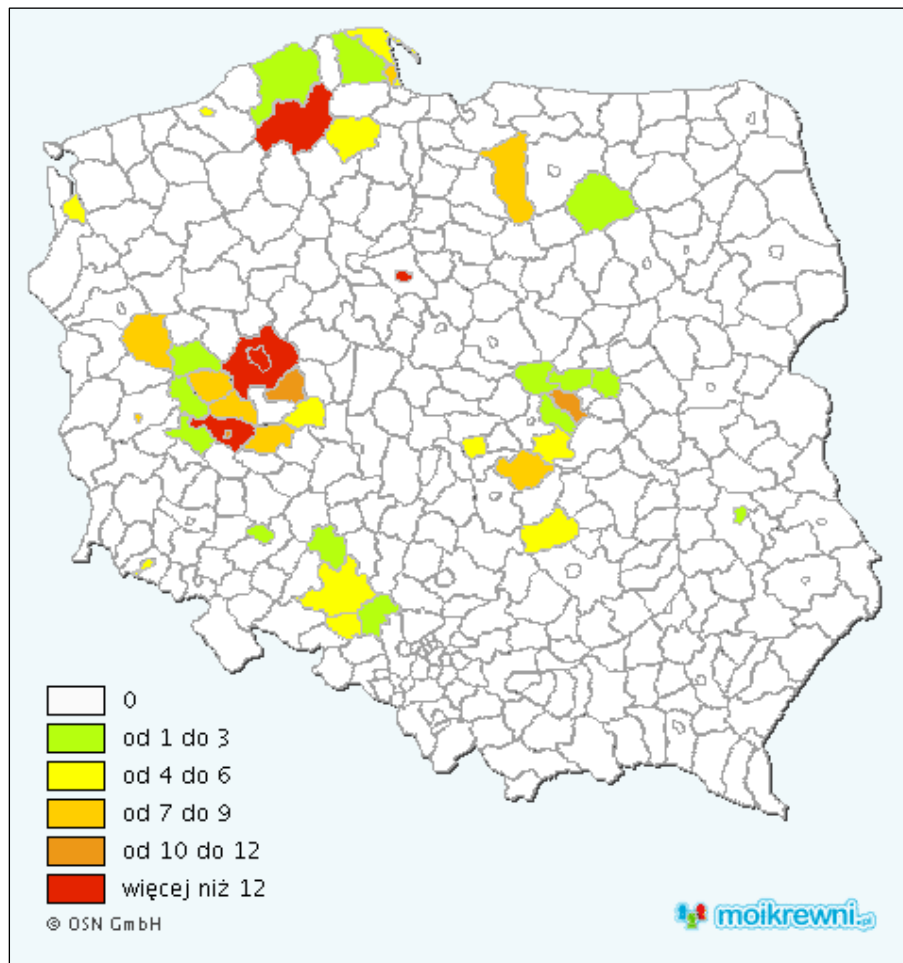 0
od 1 do 3
od 4 do 6
od 7 do 9
od 10 do 12
więcej niż 12
© OSN GmbH
moikrewni.pl